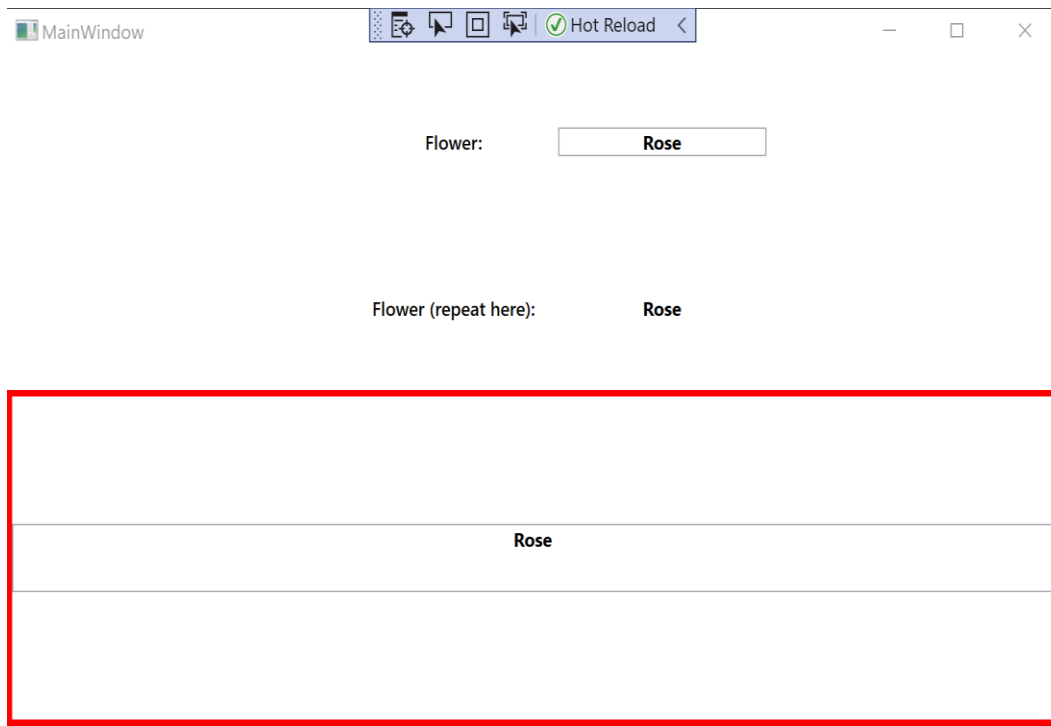 MainWindow
Hot Reload
Flower:
Rose
Flower (repeat here):
Rose
Rose